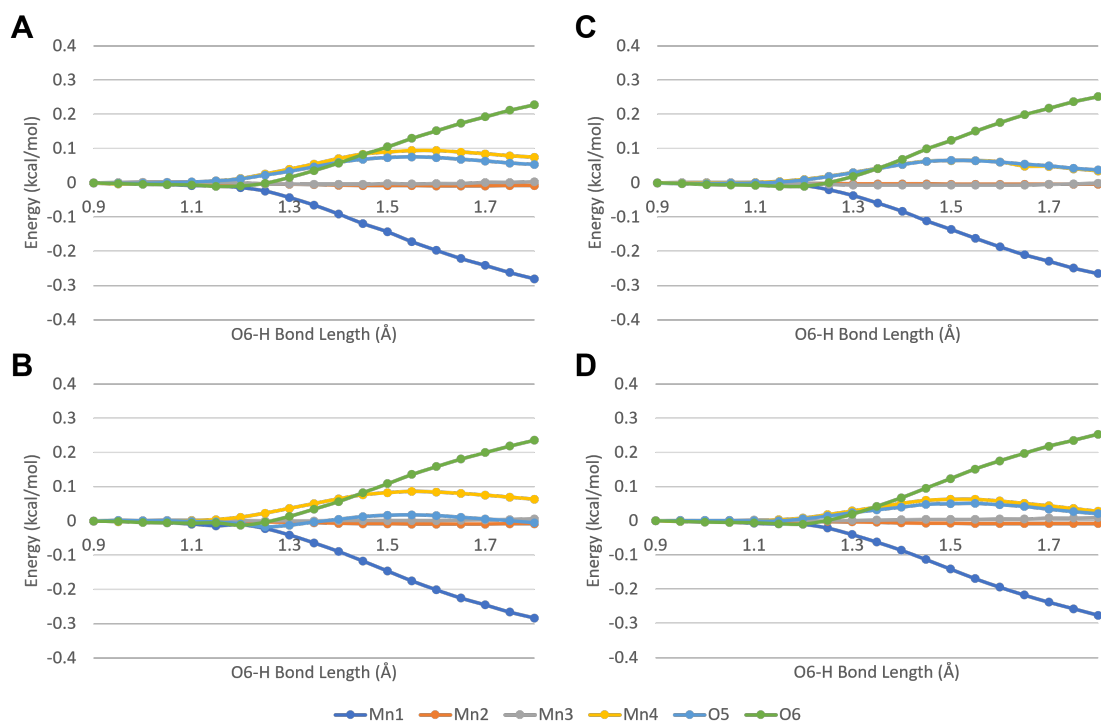 A
0.4
0.3
0.2
0.1
0
-0.1
-0.2
-0.3
-0.4
0.9 1.1 1.3 1.5 1.7
Energy (kcal/mol)
O6-H Bond Length (Å)
C
0.4
0.3
0.2
0.1
0
-0.1
-0.2
-0.3
-0.4
0.9 1.1 1.3 1.5 1.7
Energy (kcal/mol)
O6-H Bond Length (Å)
B
0.4
0.3
0.2
0.1
0
-0.1
-0.2
-0.3
-0.4
0.9 1.1 1.3 1.5 1.7
Energy (kcal/mol)
O6-H Bond Length (Å)
D
0.4
0.3
0.2
0.1
0
-0.1
-0.2
-0.3
-0.4
0.9 1.1 1.3 1.5 1.7
Energy (kcal/mol)
O6-H Bond Length (Å)
Mn1 Mn2 Mn3 Mn4 O5 O6